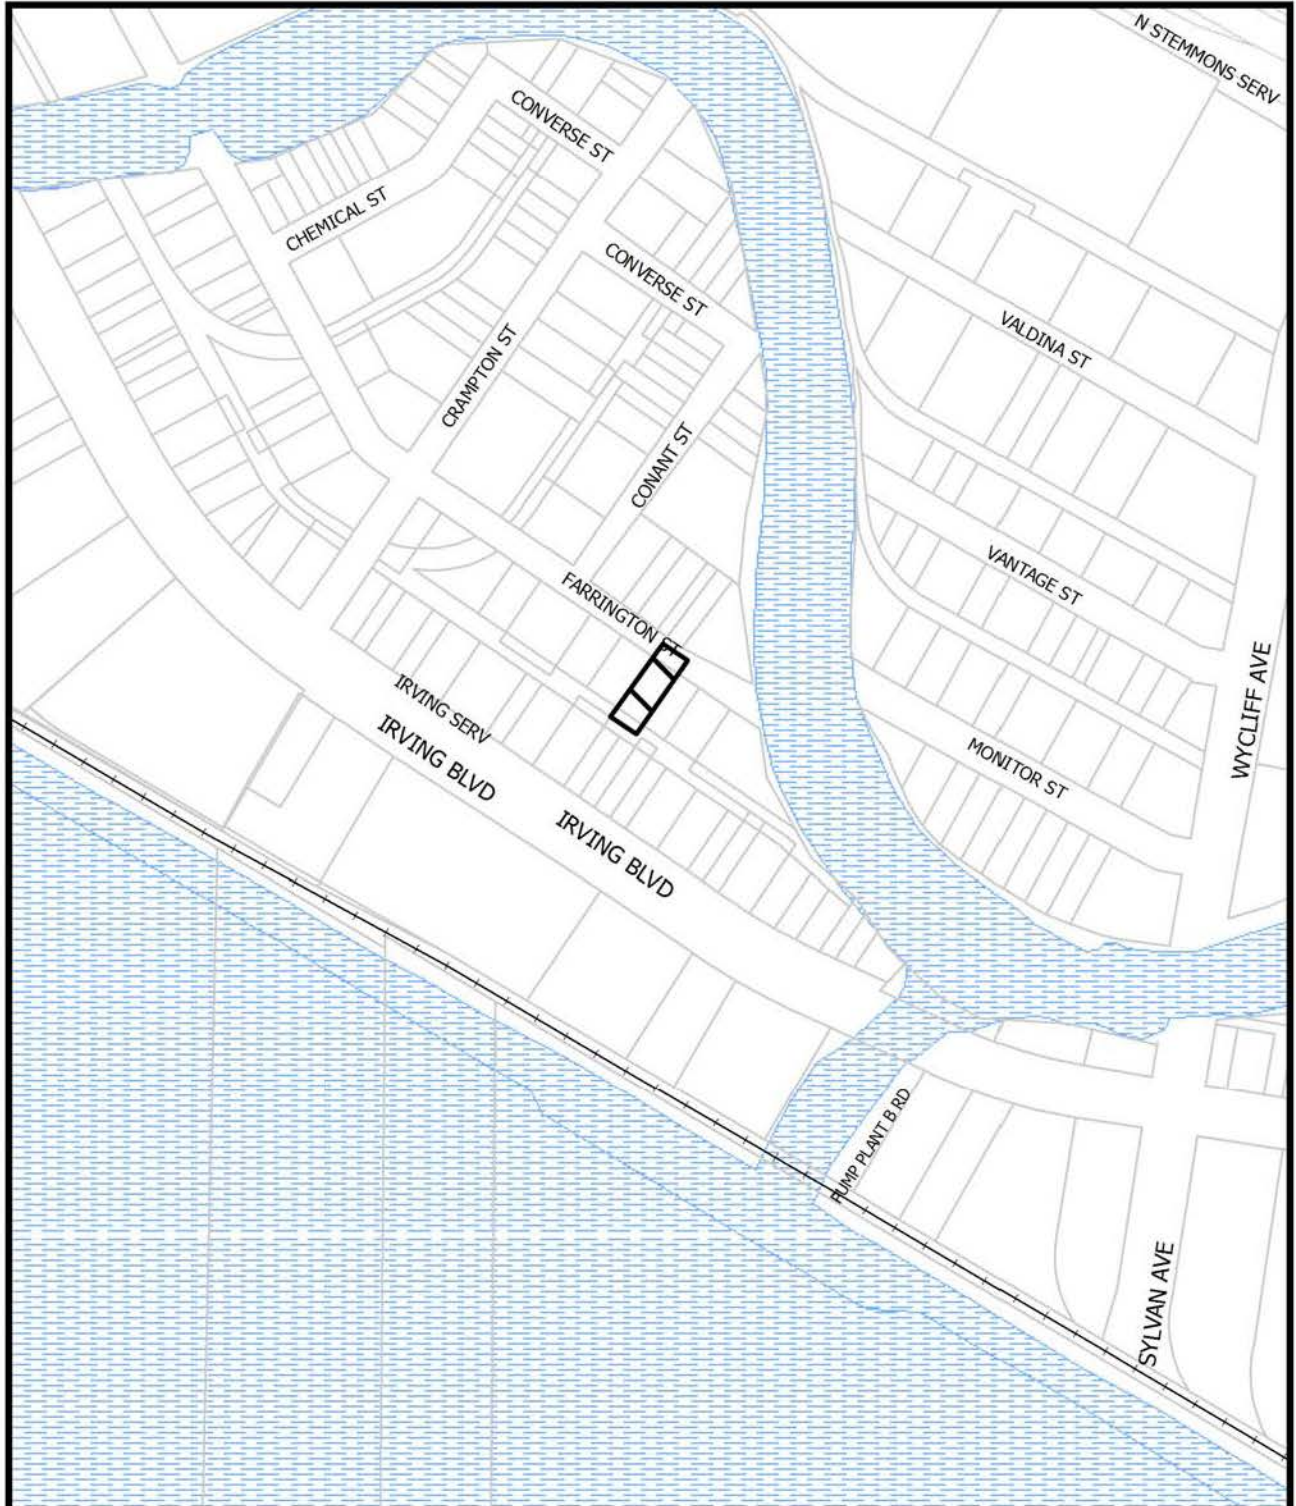 N STEMMONS SERV
CONVERSE ST
CHEMICAL ST
CONVERSE ST
VALDINA ST
CRAMPTON ST
CONANT ST
VANTAGE ST
FARRINGTON ST
WYCLIFF AVE
IRVING SERV
IRVING BLVD
MONITOR ST
IRVING BLVD
PUMP PLANT B RD
SYLVAN AVE